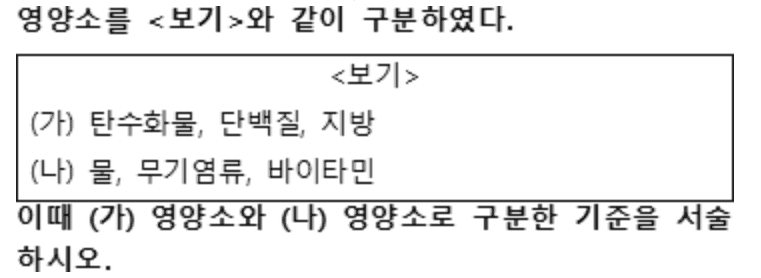 영양소를 <보기>와 같이 구분하였다.
<보기>
(가) 탄수화물, 단백질, 지방
(나) 물, 무기염류, 바이타민
이때 (가) 영양소와 (나) 영양소로 구분한 기준을 서술
하시오.